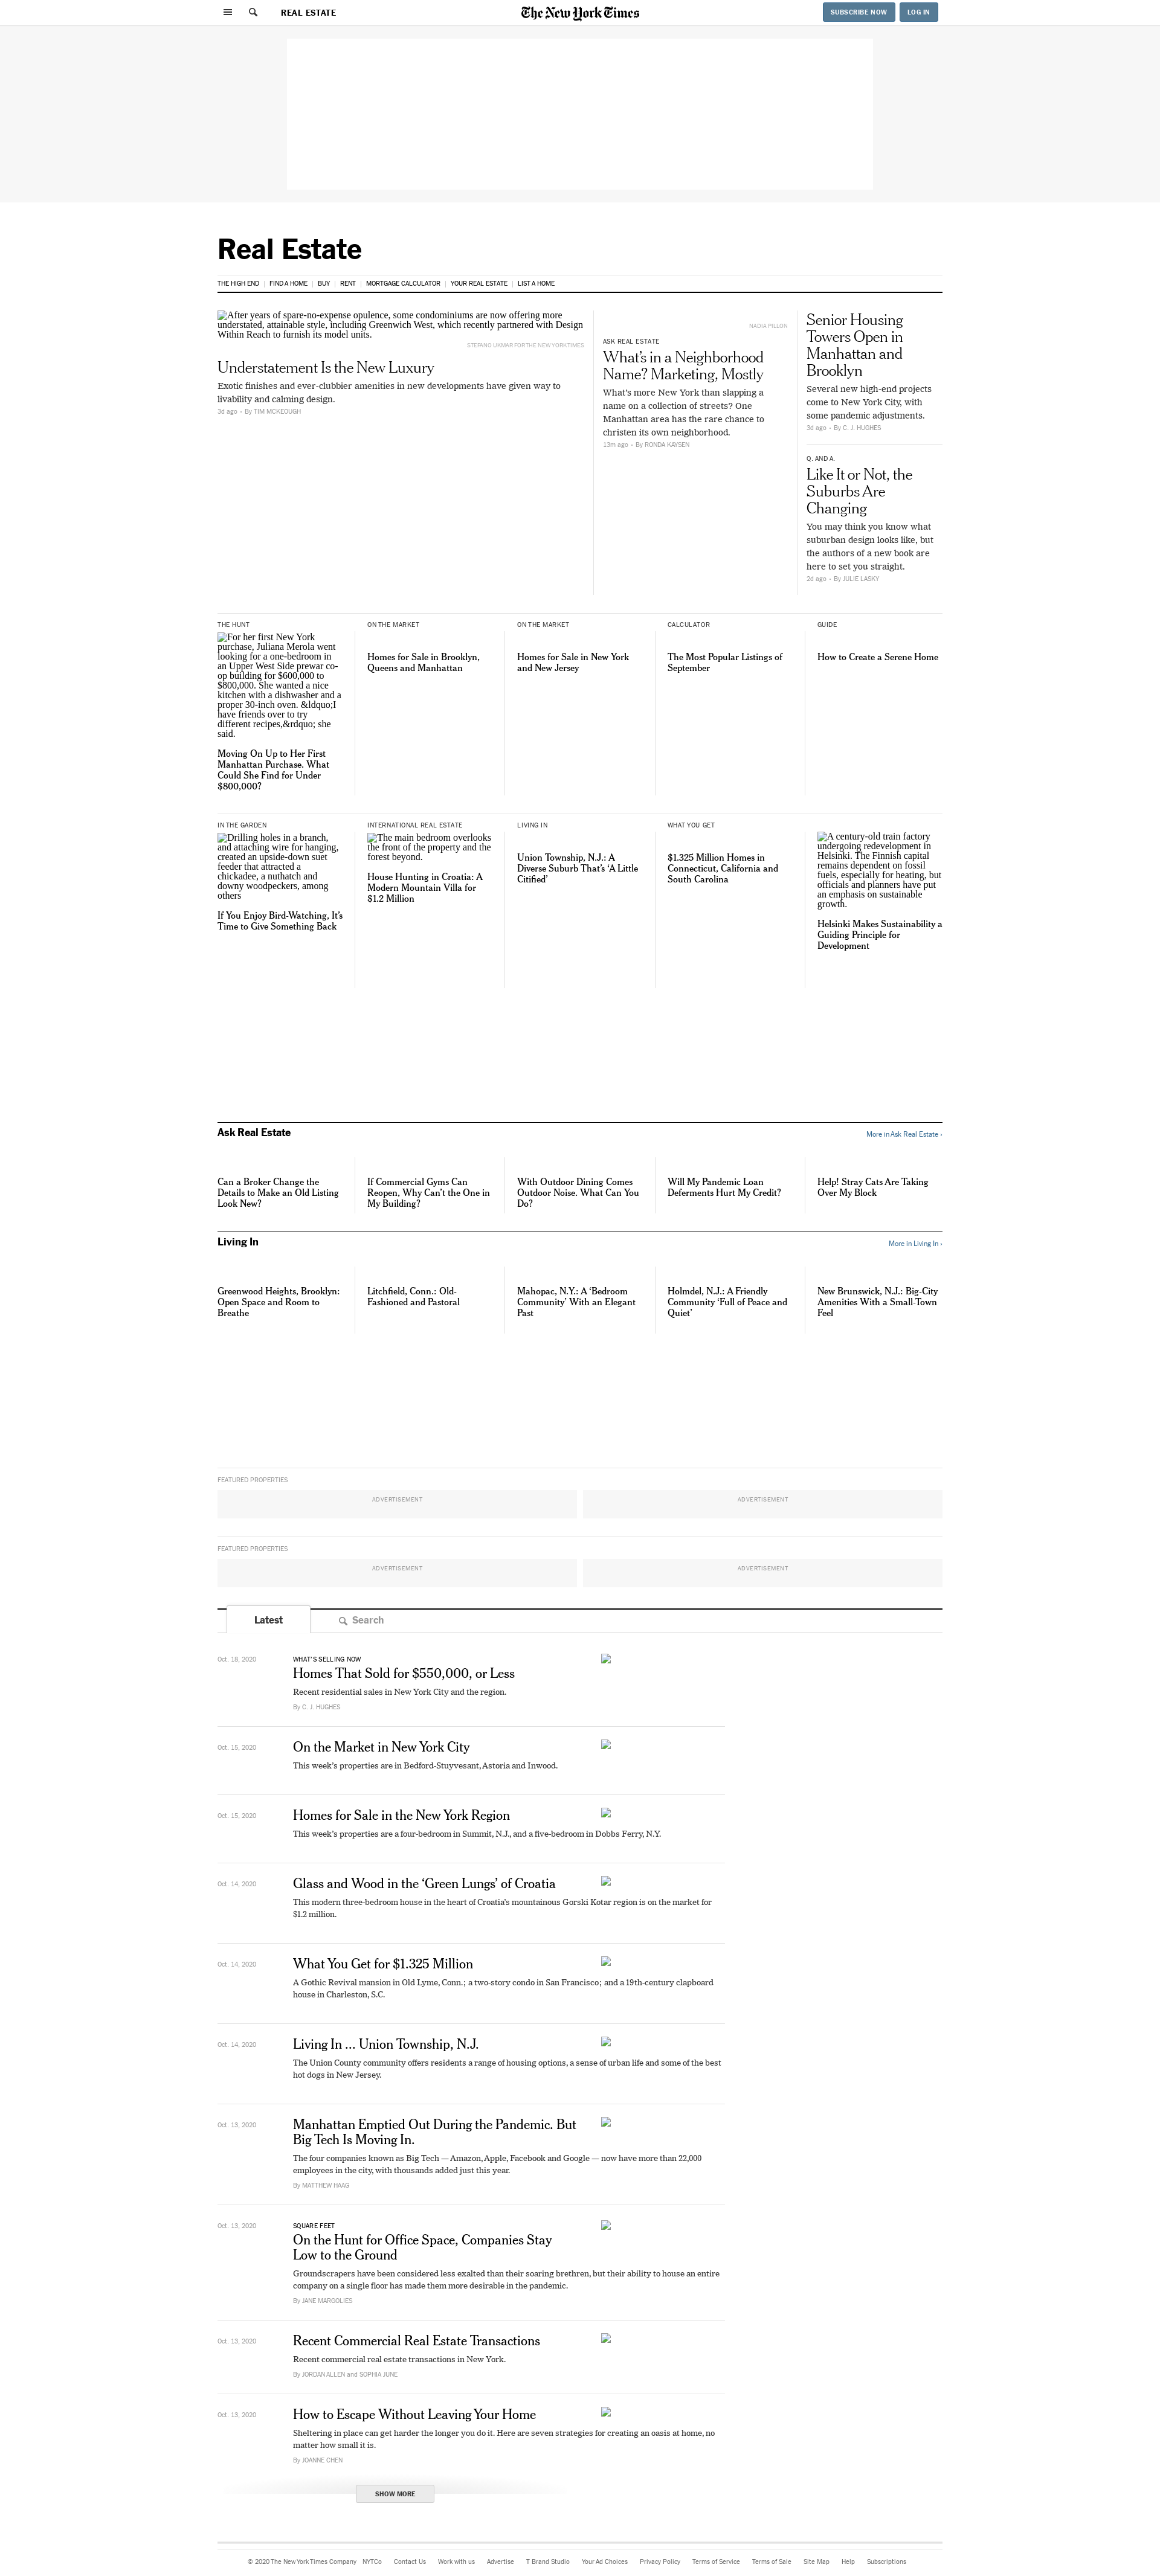 REAL ESTATE
The New York Times
SUBSCRIBE NOW
LOG IN
Real Estate
THE HIGH END
FIND A HOME
BUY
RENT
MORTGAGE CALCULATOR
YOUR REAL ESTATE
LIST A HOME
After years of spare-no-expense opulence, some condominiums are now offering more
understated, attainable style, including Greenwich West, which recently partnered with Design
Within Reach to furnish its model units.
STEFANO UKMAR FOR THE NEW YORK TIMES
Understatement Is the New Luxury
Exotic finishes and ever-clubbier amenities in new developments have given way to
livability and calming design.
3d ago - By TIM MCKEOUGH
NADIA PILLON
ASK REAL ESTATE
What’s in a Neighborhood
Name? Marketing, Mostly
What’s more New York than slapping a
name on a collection of streets? One
Manhattan area has the rare chance to
christen its own neighborhood.
13m ago - By RONDA KAYSEN
Senior Housing
Towers Open in
Manhattan and
Brooklyn
Several new high-end projects
come to New York City, with
some pandemic adjustments.
3d ago - By C. J. HUGHES
Q. AND A.
Like It or Not, the
Suburbs Are
Changing
You may think you know what
suburban design looks like, but
the authors of a new book are
here to set you straight.
2d ago - By JULIE LASKY
THE HUNT
For her first New York
purchase, Juliana Merola went
looking for a one-bedroom in
an Upper West Side prewar co-
op building for $600,000 to
$800,000. She wanted a nice
kitchen with a dishwasher and a
proper 30-inch oven. &ldquo;I
have friends over to try
different recipes,&rdquo; she
said.
Moving On Up to Her First
Manhattan Purchase. What
Could She Find for Under
$800,000?
ON THE MARKET
Homes for Sale in Brooklyn,
Queens and Manhattan
ON THE MARKET
Homes for Sale in New York
and New Jersey
CALCULATOR
The Most Popular Listings of
September
GUIDE
How to Create a Serene Home
IN THE GARDEN
Drilling holes in a branch,
and attaching wire for hanging,
created an upside-down suet
feeder that attracted a
chickadee, a nuthatch and
downy woodpeckers, among
others
If You Enjoy Bird-Watching, It’s
Time to Give Something Back
INTERNATIONAL REAL ESTATE
The main bedroom overlooks
the front of the property and the
forest beyond.
House Hunting in Croatia: A
Modern Mountain Villa for
$1.2 Million
LIVING IN
Union Township, N.J.: A
Diverse Suburb That’s ‘A Little
Citified’
WHAT YOU GET
$1.325 Million Homes in
Connecticut, California and
South Carolina
A century-old train factory
undergoing redevelopment in
Helsinki. The Finnish capital
remains dependent on fossil
fuels, especially for heating, but
officials and planners have put
an emphasis on sustainable
growth.
Helsinki Makes Sustainability a
Guiding Principle for
Development
Ask Real Estate
More in Ask Real Estate ›
Can a Broker Change the
Details to Make an Old Listing
Look New?
If Commercial Gyms Can
Reopen, Why Can’t the One in
My Building?
With Outdoor Dining Comes
Outdoor Noise. What Can You
Do?
Will My Pandemic Loan
Deferments Hurt My Credit?
Help! Stray Cats Are Taking
Over My Block
Living In
More in Living In ›
Greenwood Heights, Brooklyn:
Open Space and Room to
Breathe
Litchfield, Conn.: Old-
Fashioned and Pastoral
Mahopac, N.Y.: A ‘Bedroom
Community’ With an Elegant
Past
Holmdel, N.J.: A Friendly
Community ‘Full of Peace and
Quiet’
New Brunswick, N.J.: Big-City
Amenities With a Small-Town
Feel
FEATURED PROPERTIES
ADVERTISEMENT
ADVERTISEMENT
FEATURED PROPERTIES
ADVERTISEMENT
ADVERTISEMENT
Latest
Search
Oct. 18, 2020
WHAT’S SELLING NOW
Homes That Sold for $550,000, or Less
Recent residential sales in New York City and the region.
By C. J. HUGHES
Oct. 15, 2020
On the Market in New York City
This week’s properties are in Bedford-Stuyvesant, Astoria and Inwood.
Oct. 15, 2020
Homes for Sale in the New York Region
This week’s properties are a four-bedroom in Summit, N.J., and a five-bedroom in Dobbs Ferry, N.Y.
Oct. 14, 2020
Glass and Wood in the ‘Green Lungs’ of Croatia
This modern three-bedroom house in the heart of Croatia’s mountainous Gorski Kotar region is on the market for
$1.2 million.
Oct. 14, 2020
What You Get for $1.325 Million
A Gothic Revival mansion in Old Lyme, Conn.; a two-story condo in San Francisco; and a 19th-century clapboard
house in Charleston, S.C.
Oct. 14, 2020
Living In ... Union Township, N.J.
The Union County community offers residents a range of housing options, a sense of urban life and some of the best
hot dogs in New Jersey.
Oct. 13, 2020
Manhattan Emptied Out During the Pandemic. But
Big Tech Is Moving In.
The four companies known as Big Tech — Amazon, Apple, Facebook and Google — now have more than 22,000
employees in the city, with thousands added just this year.
By MATTHEW HAAG
Oct. 13, 2020
SQUARE FEET
On the Hunt for Office Space, Companies Stay
Low to the Ground
Groundscrapers have been considered less exalted than their soaring brethren, but their ability to house an entire
company on a single floor has made them more desirable in the pandemic.
By JANE MARGOLIES
Oct. 13, 2020
Recent Commercial Real Estate Transactions
Recent commercial real estate transactions in New York.
By JORDAN ALLEN and SOPHIA JUNE
Oct. 13, 2020
How to Escape Without Leaving Your Home
Sheltering in place can get harder the longer you do it. Here are seven strategies for creating an oasis at home, no
matter how small it is.
By JOANNE CHEN
SHOW MORE
© 2020 The New York Times Company
NYTCo
Contact Us
Work with us
Advertise
T Brand Studio
Your Ad Choices
Privacy Policy
Terms of Service
Terms of Sale
Site Map
Help
Subscriptions